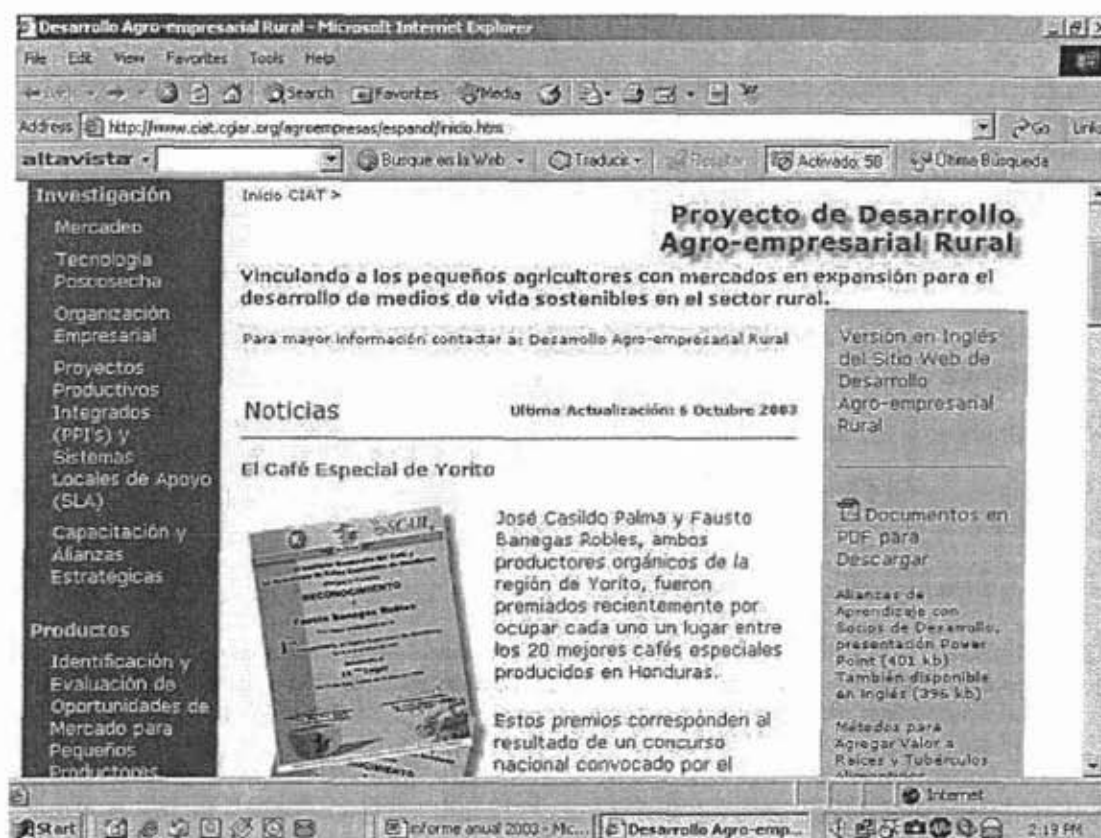 Desarrollo Agro-empresarial Rural - Microsoft Internet Explorer
File Edit View Favorites Tools Help
Search Favorites Media
Address http://www.ciat.cgiar.org/agroempresas/espanol/inicio.htm Go Links
altavista Busque en la Web Traducir Activado: 58 Última Búsqueda
Investigación
Mercadeo
Tecnología
Poscosecha
Organización
Empresarial
Proyectos
Productivos
Integrados
(PPI's) y
Sistemas
Locales de Apoyo
(SLA)
Capacitación y
Alianzas
Estrategicas
Productos
Identificación y
Evaluación de
Oportunidades de
Mercado para
Pequeños
Productores
Inicio CIAT >
Proyecto de Desarrollo
Agro-empresarial Rural
Vinculando a los pequeños agricultores con mercados en expansión para el
desarrollo de medios de vida sostenibles en el sector rural.
Para mayor información contactar a: Desarrollo Agro-empresarial Rural
Noticias Ultima Actualización: 6 Octubre 2003
El Café Especial de Yorito
RECONOCIMIENTO
Fausto Banegas Robles
José Casildo Palma y Fausto
Banegas Robles, ambos
productores orgánicos de la
región de Yorito, fueron
premiados recientemente por
ocupar cada uno un lugar entre
los 20 mejores cafés especiales
producidos en Honduras.
Estos premios corresponden al
resultado de un concurso
nacional convocado por el
Versión en Inglés
del Sitio Web de
Desarrollo
Agro-empresarial
Rural
Documentos en
PDF para
Descargar
Alianzas de
Aprendizaje con
Socios de Desarrollo,
presentación Power
Point (401 kb)
También disponible
en Inglés (396 kb)
Métodos para
Agregar Valor a
Raíces y Tubérculos
Alimenticios
Internet
Start informe anual 2003 - Mic... Desarrollo Agro-emp... 2:19 PM